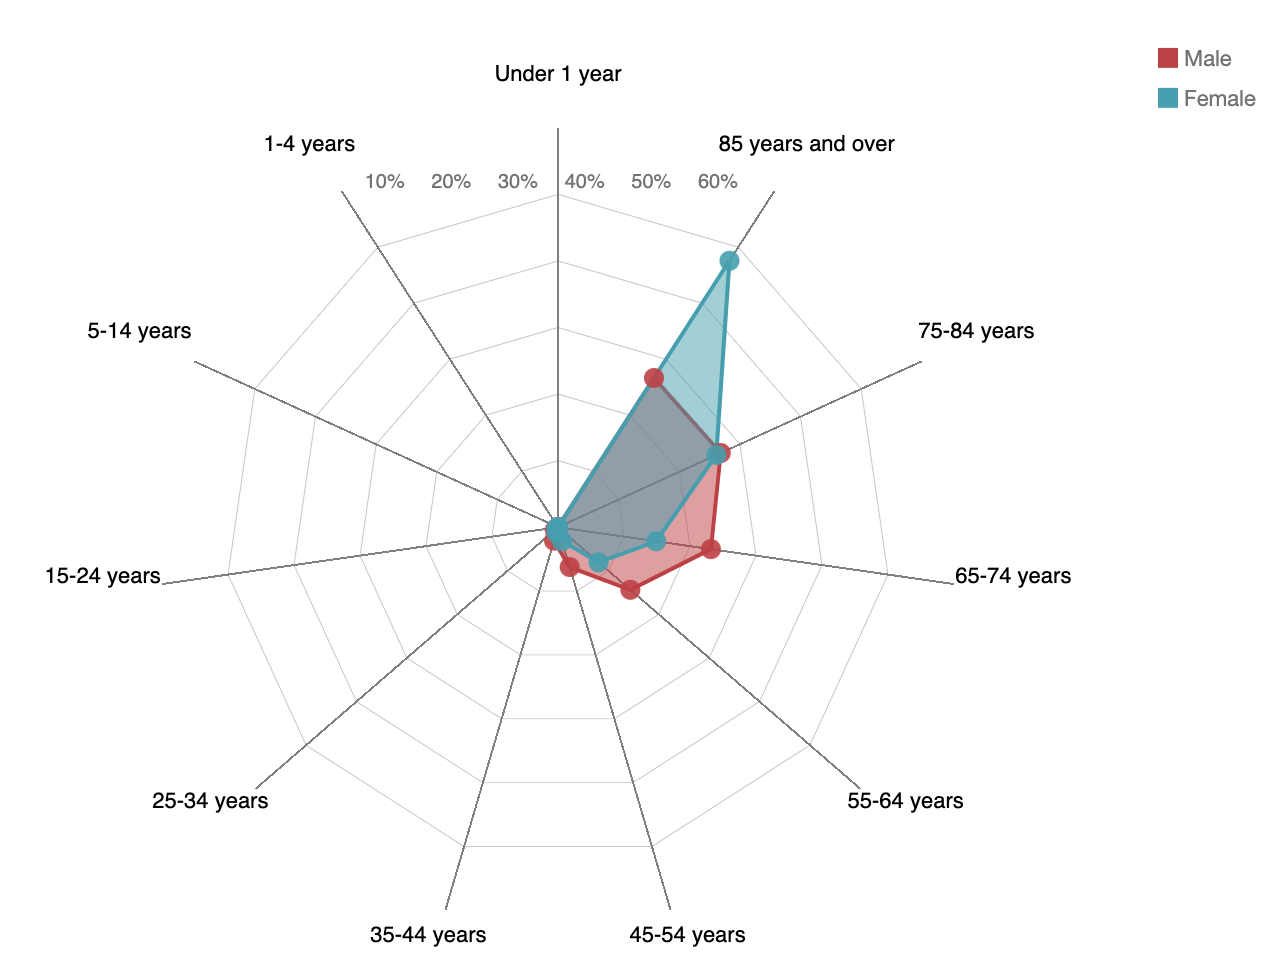 Male
Female
Under 1 year
1-4 years
85 years and over
10% 20% 30% 40% 50% 60%
5-14 years
75-84 years
15-24 years
65-74 years
25-34 years
55-64 years
35-44 years
45-54 years